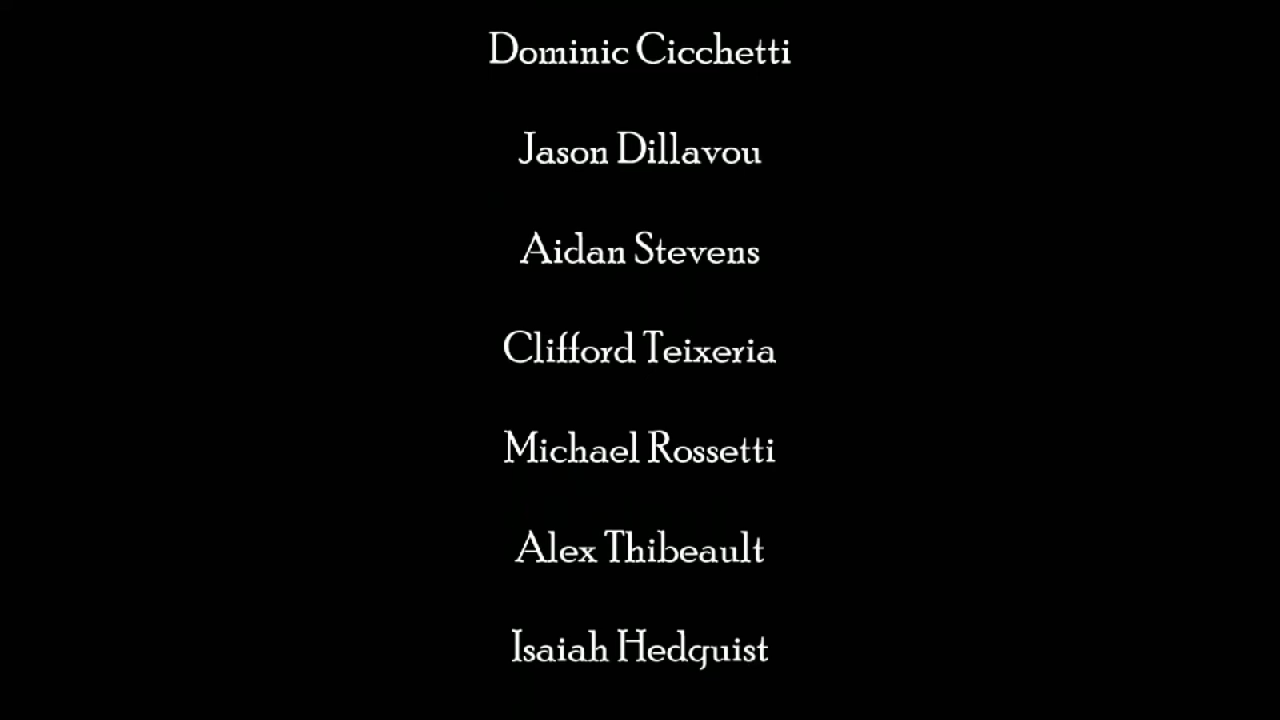 Dominic Cicchetti
Jason Dillavou
Aidan Stevens
Clifford Teixeria
Michael Rossetti
Alex Thibeault
Isaiah Hedquist